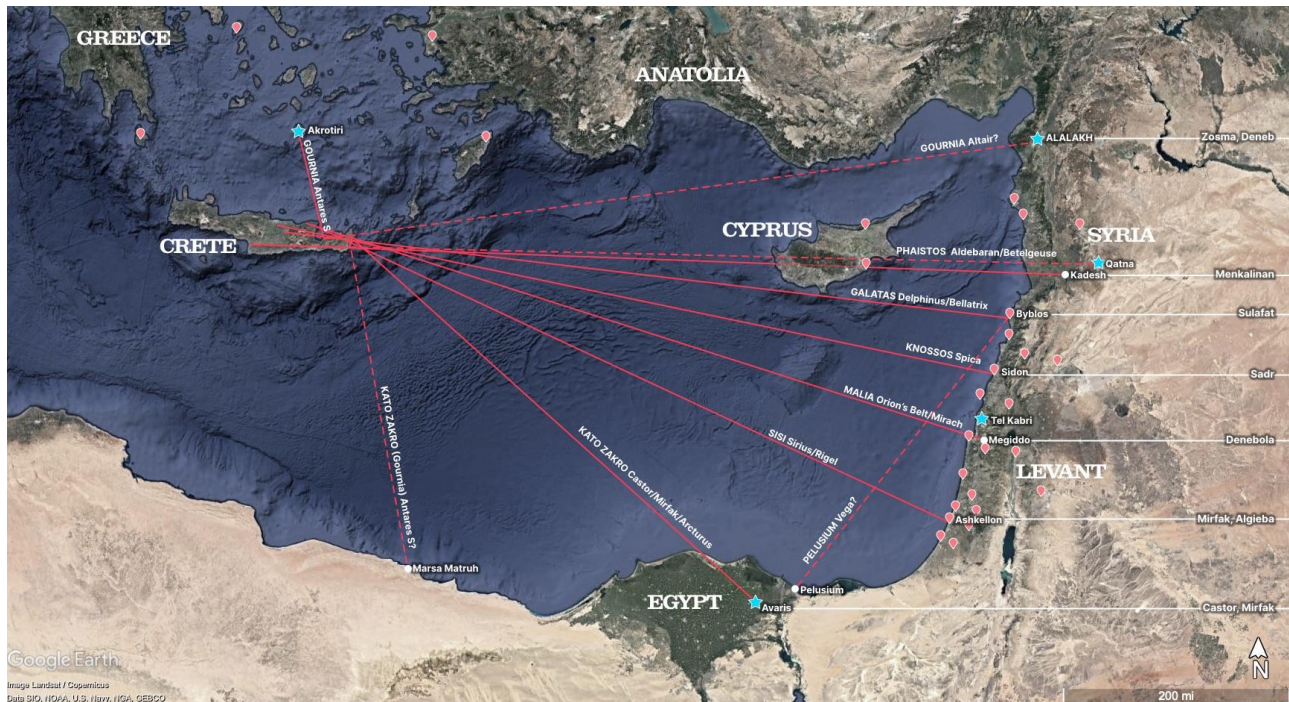 GREECE
ANATOLIA
Akrotiri
GOURNIA Antares S
GOURNIA Altair?
ALALAKH
Zosma, Deneb
CRETE
CYPRUS
SYRIA
PHAISTOS Aldebaran/Betelgeuse
Qatna
Kadesh
Menkalinan
GALATAS Delphinus/Bellatrix
Byblos
Sulafat
KNOSSOS Spica
Sidon
Sadr
MALIA Orion's Belt/Mirach
Tel Kabri
Megiddo
Denebola
KATO ZAKRO (Gournia) Antares S?
KATO ZAKRO Castor/Mirfak/Arcturus
SISI Sirius/Rigel
LEVANT
PELUSIUM Vega?
Ashkellon
Mirfak, Algieba
Marsa Matruh
Pelusium
EGYPT
Avaris
Castor, Mirfak
N
Google Earth
Image Landsat / Copernicus
Data SIO, NOAA, U.S. Navy, NGA, GEBCO
200 mi